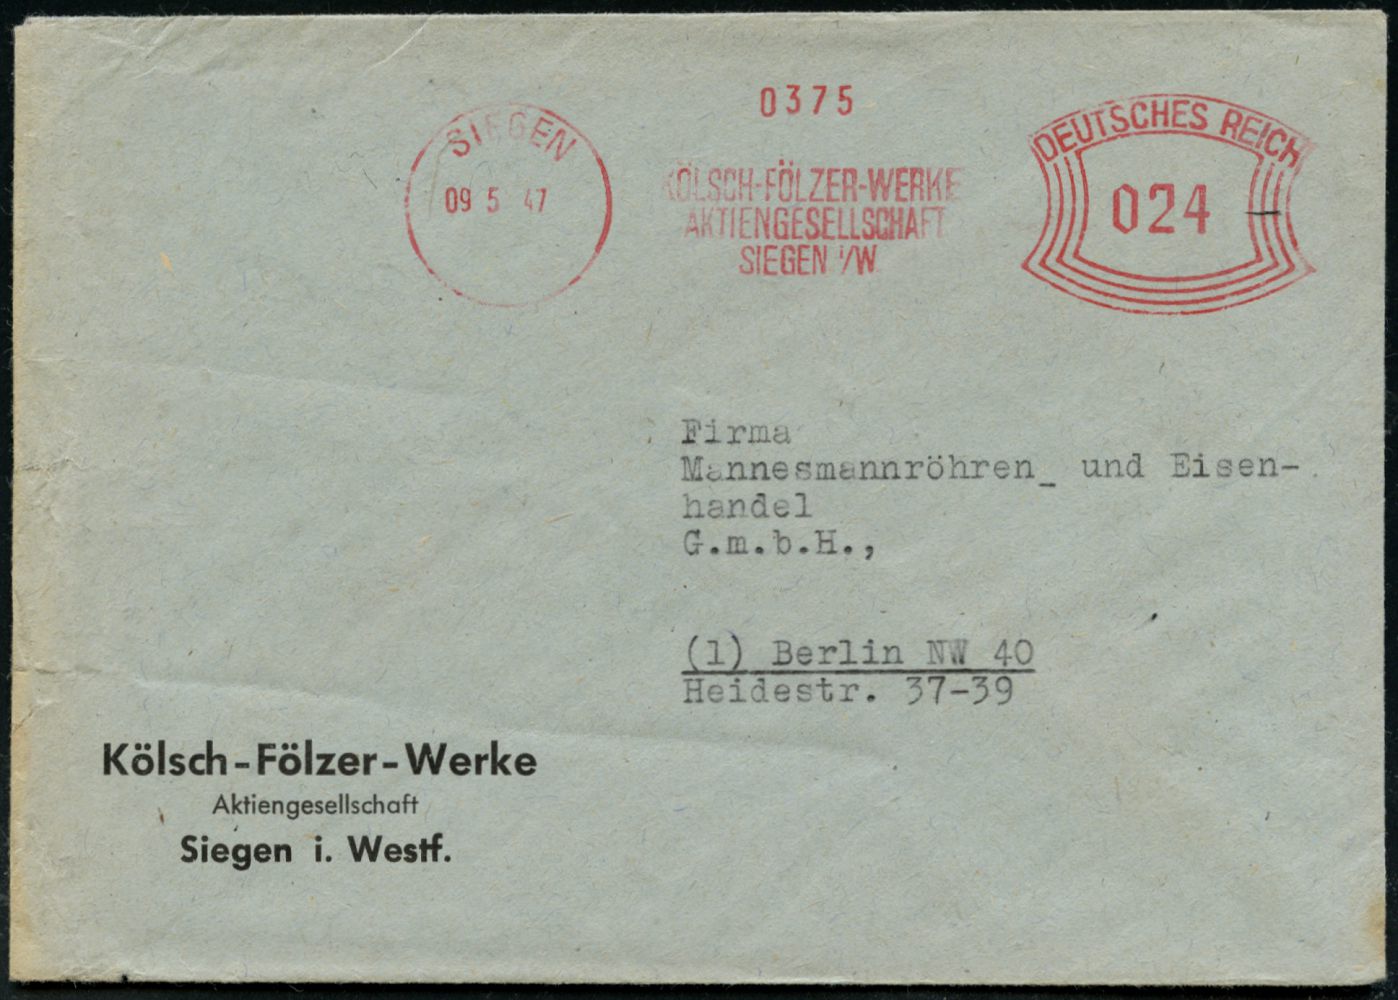 0375
SIEGEN
09 5 47
KÖLSCH-FÖLZER-WERKE
AKTIENGESELLSCHAFT
SIEGEN i/W
DEUTSCHES REICH
024
Firma
Mannesmannröhren_ und Eisen-
handel
G.m.b.H.,
(1) Berlin NW 40
Heidestr. 37-39
Kölsch-Fölzer-Werke
Aktiengesellschaft
Siegen i. Westf.